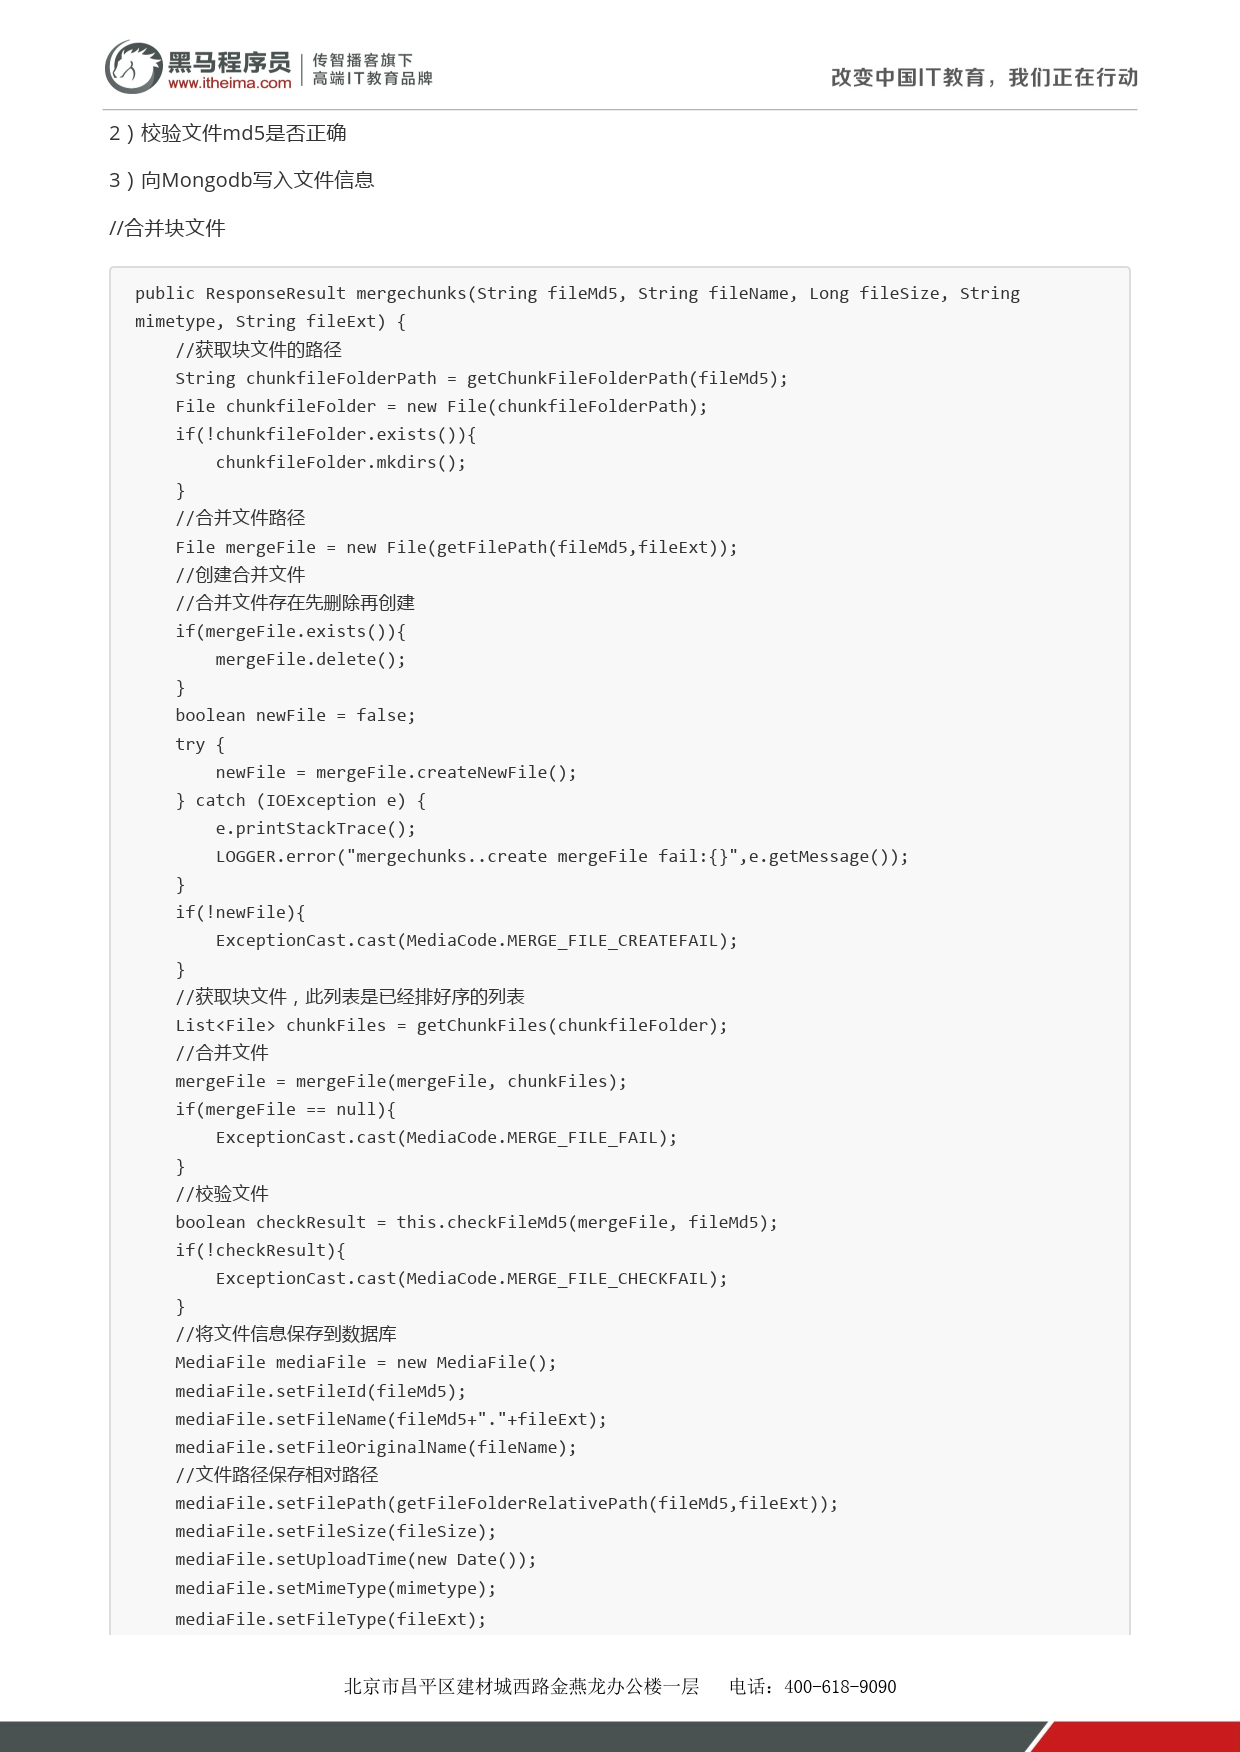 黑马程序员
www.itheima.com
传智播客旗下
高端IT教育品牌
改变中国IT教育，我们正在行动
2）校验文件md5是否正确
3）向Mongodb写入文件信息
//合并块文件
public ResponseResult mergechunks(String fileMd5, String fileName, Long fileSize, String
mimetype, String fileExt) {
    //获取块文件的路径
    String chunkfileFolderPath = getChunkFileFolderPath(fileMd5);
    File chunkfileFolder = new File(chunkfileFolderPath);
    if(!chunkfileFolder.exists()){
        chunkfileFolder.mkdirs();
    }
    //合并文件路径
    File mergeFile = new File(getFilePath(fileMd5,fileExt));
    //创建合并文件
    //合并文件存在先删除再创建
    if(mergeFile.exists()){
        mergeFile.delete();
    }
    boolean newFile = false;
    try {
        newFile = mergeFile.createNewFile();
    } catch (IOException e) {
        e.printStackTrace();
        LOGGER.error("mergechunks..create mergeFile fail:{}",e.getMessage());
    }
    if(!newFile){
        ExceptionCast.cast(MediaCode.MERGE_FILE_CREATEFAIL);
    }
    //获取块文件，此列表是已经排好序的列表
    List<File> chunkFiles = getChunkFiles(chunkfileFolder);
    //合并文件
    mergeFile = mergeFile(mergeFile, chunkFiles);
    if(mergeFile == null){
        ExceptionCast.cast(MediaCode.MERGE_FILE_FAIL);
    }
    //校验文件
    boolean checkResult = this.checkFileMd5(mergeFile, fileMd5);
    if(!checkResult){
        ExceptionCast.cast(MediaCode.MERGE_FILE_CHECKFAIL);
    }
    //将文件信息保存到数据库
    MediaFile mediaFile = new MediaFile();
    mediaFile.setFileId(fileMd5);
    mediaFile.setFileName(fileMd5+"."+fileExt);
    mediaFile.setFileOriginalName(fileName);
    //文件路径保存相对路径
    mediaFile.setFilePath(getFileFolderRelativePath(fileMd5,fileExt));
    mediaFile.setFileSize(fileSize);
    mediaFile.setUploadTime(new Date());
    mediaFile.setMimeType(mimetype);
    mediaFile.setFileType(fileExt);
北京市昌平区建材城西路金燕龙办公楼一层 电话：400-618-9090